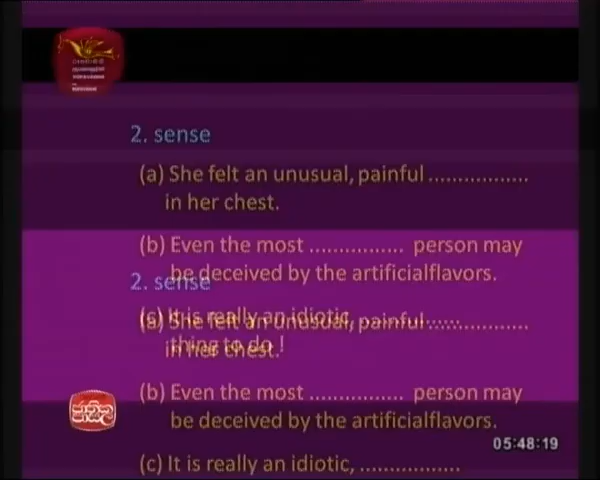 2. sense
(a) She felt an unusual, painful .................
in her chest.
(b) Even the most ................ person may
be deceived by the artificialflavors.
2. sense
(c) It is really an idiotic, .................
thing to do !
(a) She felt an unusual, painful .................
in her chest.
(b) Even the most ................ person may
be deceived by the artificialflavors.
(c) It is really an idiotic, .................
05:48:19